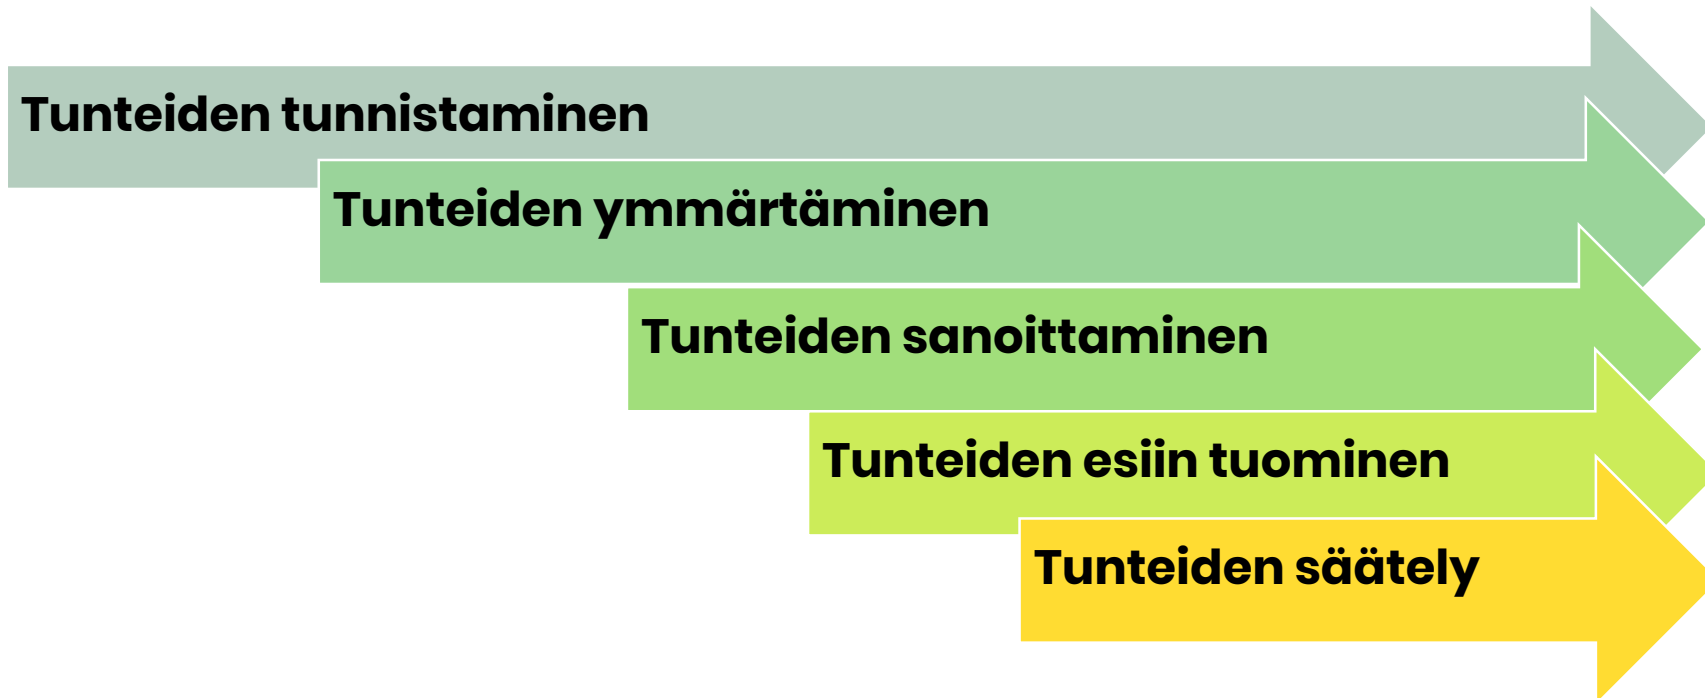 Tunteiden tunnistaminen
Tunteiden ymmärtäminen
Tunteiden sanoittaminen
Tunteiden esiin tuominen
Tunteiden säätely